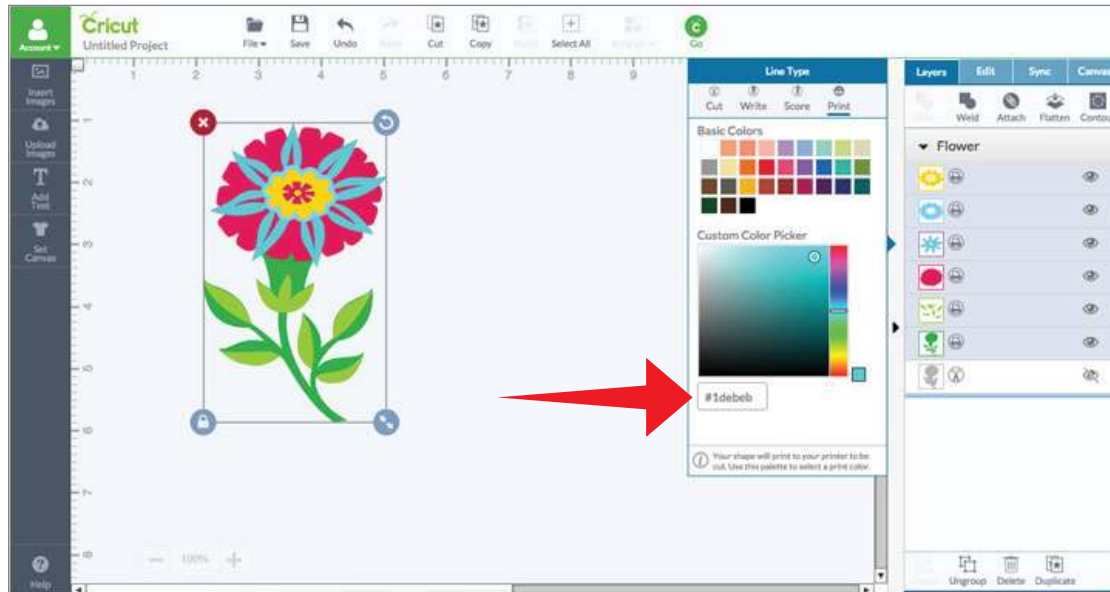 Cricut
Untitled Project
Account
File Save Undo Cut Copy Select All Go
Insert
Images
Upload
Images
Add
Text
Set
Canvas
Help
1 2 3 4 5 6 7 8 9
1
2
3
4
5
6
7
8
100%
Line Type
Cut Write Score Print
Basic Colors
Custom Color Picker
#1debeb
Your shape will print to your printer to be
cut. Use this palette to select a print color.
Layers Edit Sync Canvas
Weld Attach Flatten Contour
Flower
Ungroup Delete Duplicate